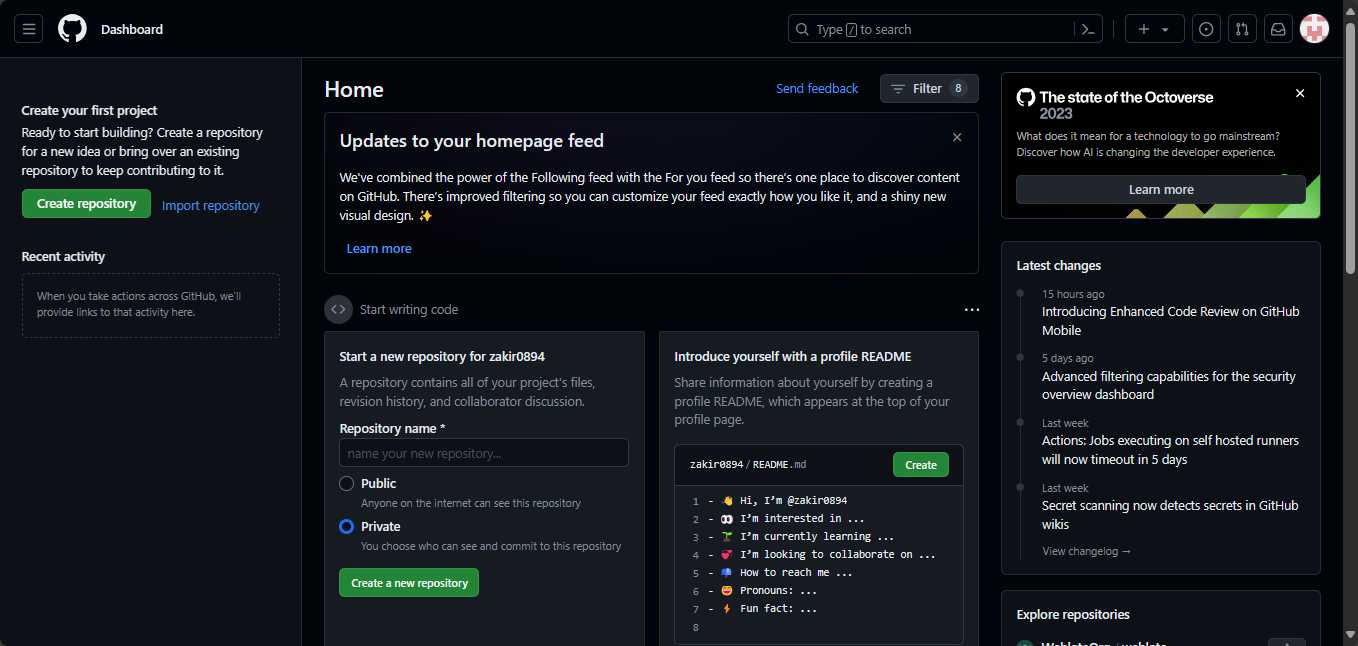 Dashboard
Type / to search
Create your first project
Ready to start building? Create a repository
for a new idea or bring over an existing
repository to keep contributing to it.
Create repository
Import repository
Recent activity
When you take actions across GitHub, we'll
provide links to that activity here.
Home
Send feedback
Filter 8
Updates to your homepage feed
We've combined the power of the Following feed with the For you feed so there's one place to discover content
on GitHub. There's improved filtering so you can customize your feed exactly how you like it, and a shiny new
visual design. ✨
Learn more
Start writing code
Start a new repository for zakir0894
A repository contains all of your project's files,
revision history, and collaborator discussion.
Repository name *
name your new repository...
Public
Anyone on the internet can see this repository
Private
You choose who can see and commit to this repository
Create a new repository
Introduce yourself with a profile README
Share information about yourself by creating a
profile README, which appears at the top of your
profile page.
zakir0894 / README.md
Create
1 - 👋 Hi, I'm @zakir0894
2 - 👀 I'm interested in ...
3 - 🌱 I'm currently learning ...
4 - 💞️ I'm looking to collaborate on ...
5 - 📫 How to reach me ...
6 - 😄 Pronouns: ...
7 - ⚡ Fun fact: ...
8
The state of the Octoverse
2023
What does it mean for a technology to go mainstream?
Discover how AI is changing the developer experience.
Learn more
Latest changes
15 hours ago
Introducing Enhanced Code Review on GitHub
Mobile
5 days ago
Advanced filtering capabilities for the security
overview dashboard
Last week
Actions: Jobs executing on self hosted runners
will now timeout in 5 days
Last week
Secret scanning now detects secrets in GitHub
wikis
View changelog →
Explore repositories
WeblateOrg / weblate